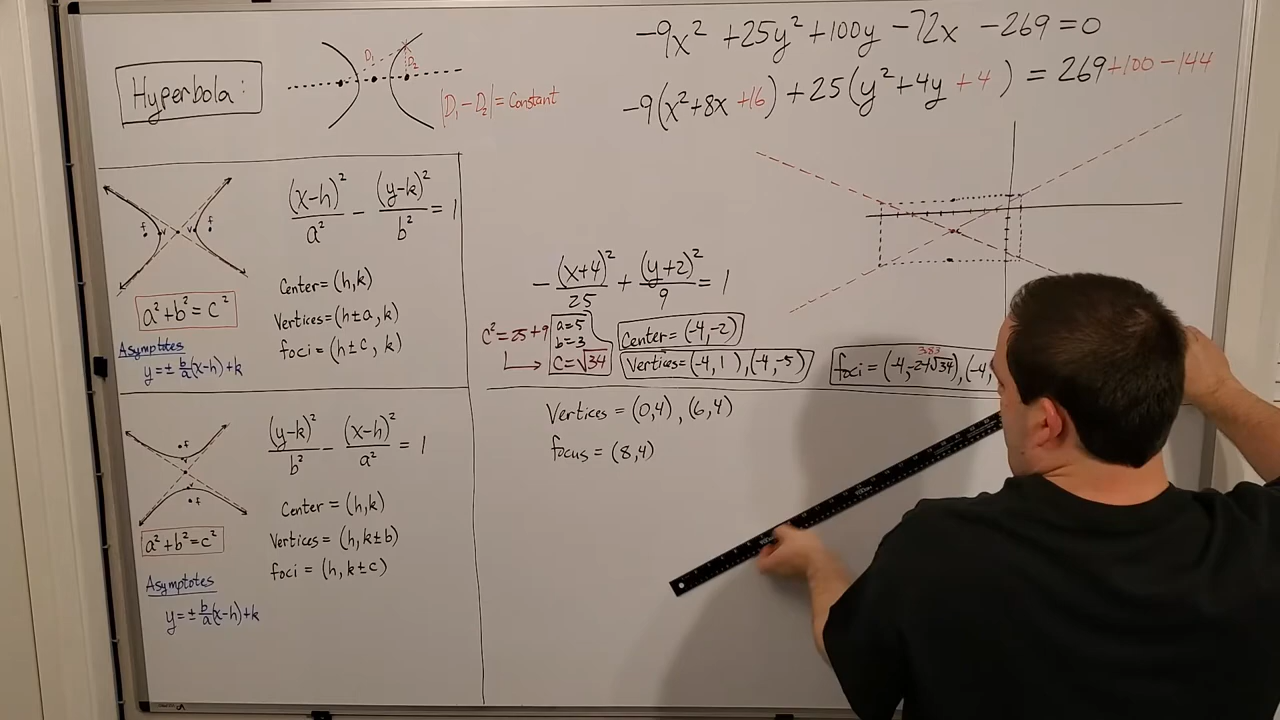 Hyperbola:
D₁
D₂
|D₁-D₂| = Constant
-9x² +25y² +100y -72x -269 =0
-9(x²+8x +16) +25(y²+4y +4 ) = 269+100-144
f v v f
(x-h)²/a² - (y-k)²/b² = 1
Center=(h,k)
Vertices=(h±a, k)
foci = (h±c, k)
a²+b²=c²
Asymptotes
y=± b/a(x-h)+k
-(x+4)²/25 + (y+2)²/9 = 1
c²=25+9
a=5
b=3
c=√34
Center=(-4,-2)
Vertices=(-4,1),(-4,-5)
3.83
foci = (-4,-2+√34),(-4,
f
v
v
f
(y-k)²/b² - (x-h)²/a² = 1
Center = (h,k)
Vertices = (h,k±b)
foci = (h,k±c)
a²+b²=c²
Asymptotes
y=± b/a(x-h)+k
Vertices = (0,4), (6,4)
focus = (8,4)